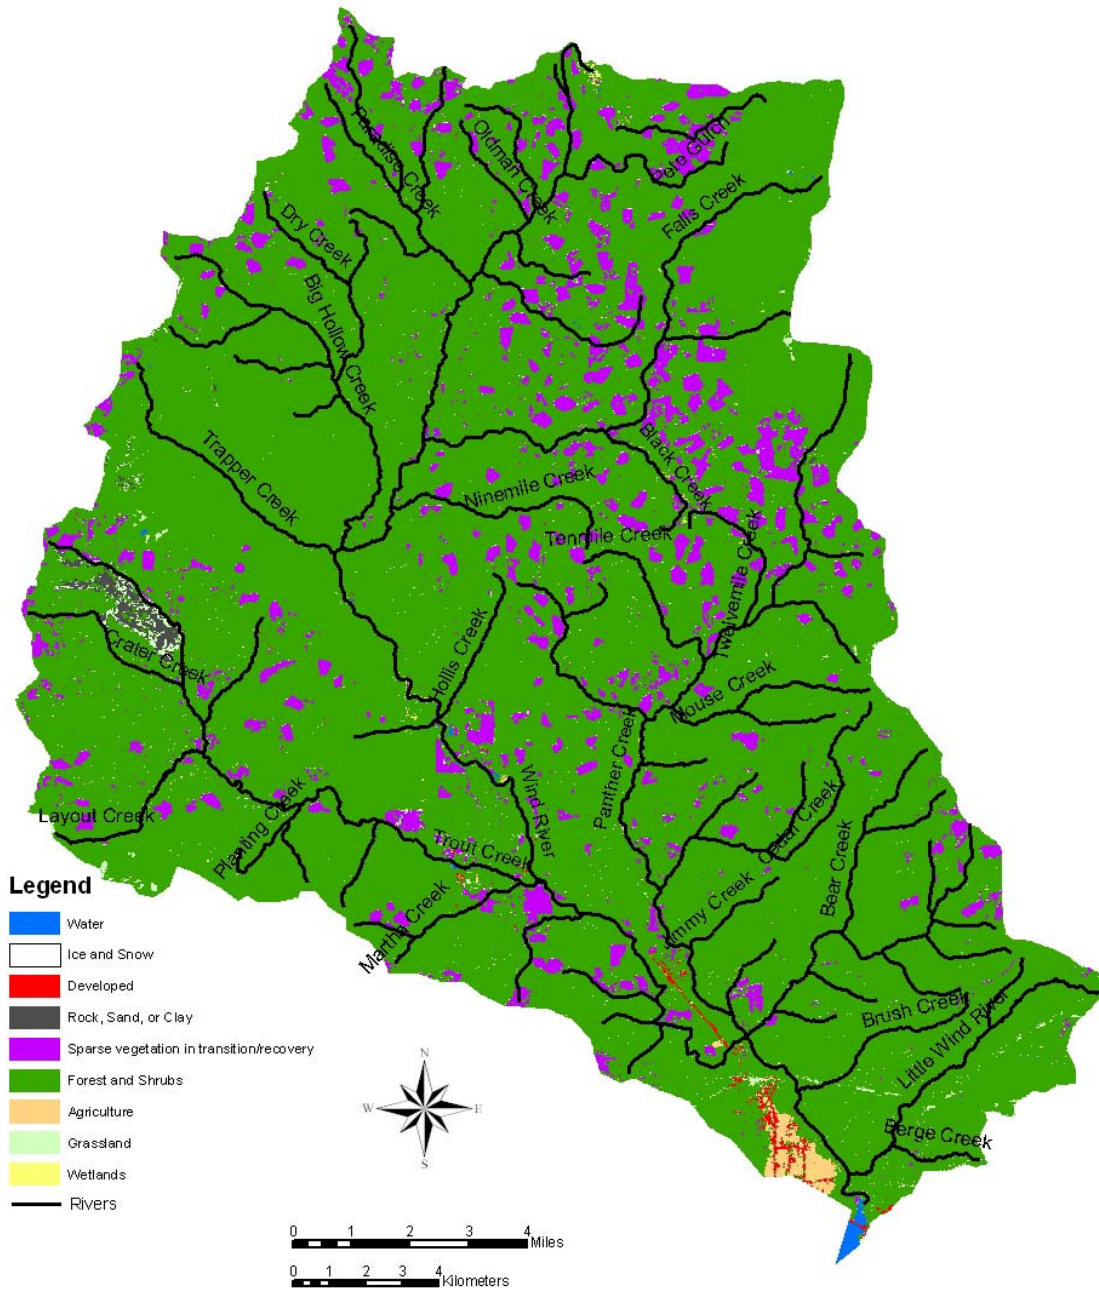 Paradise Creek
Oldman Creek
Pete Gulch
Falls Creek
Dry Creek
Big Hollow Creek
Trapper Creek
Black Creek
Ninemile Creek
Tenmile Creek
Twelvemile Creek
Crater Creek
Hollis Creek
Mouse Creek
Panther Creek
Wind River
Layout Creek
Planting Creek
Trout Creek
Cedar Creek
Bear Creek
Martha Creek
Jimmy Creek
Brush Creek
Little Wind River
Berge Creek
Legend
Water
Ice and Snow
Developed
Rock, Sand, or Clay
Sparse vegetation in transition/recovery
Forest and Shrubs
Agriculture
Grassland
Wetlands
Rivers
N
W E
S
0 1 2 3 4
Miles
0 1 2 3 4
Kilometers